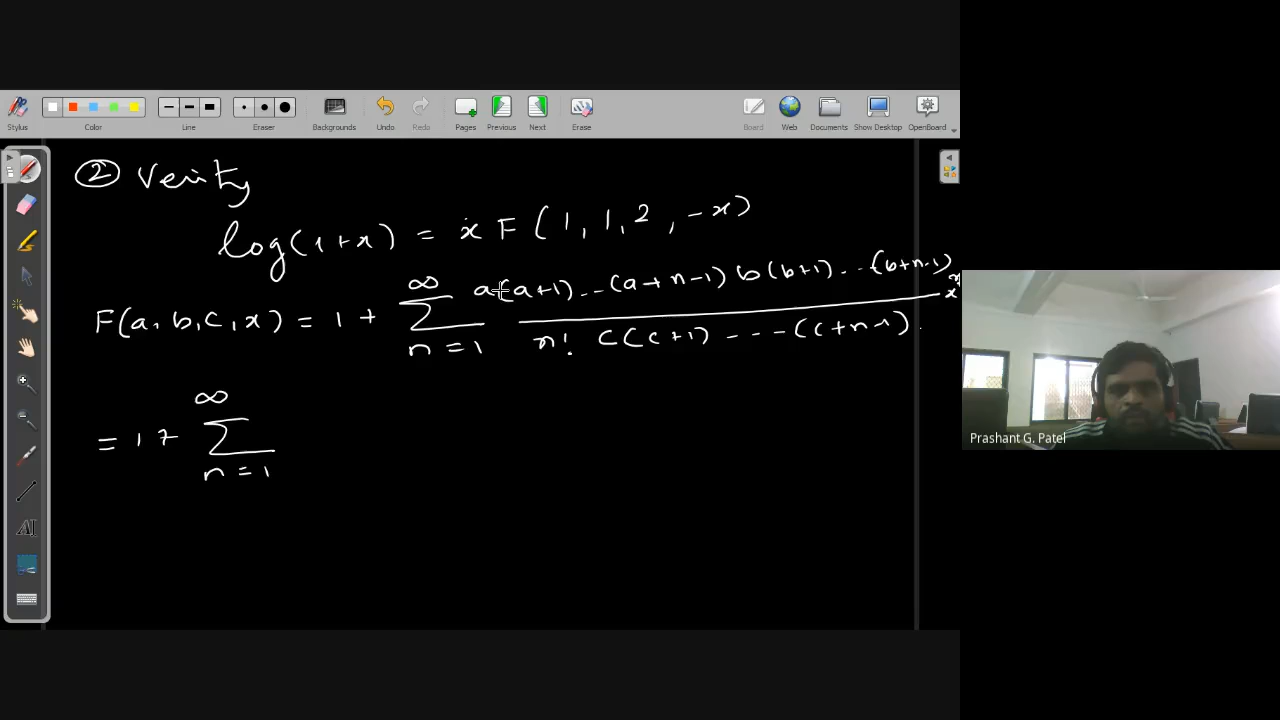 Stylus Color Line Eraser Backgrounds Undo Redo Pages Previous Next Erase Board Web Documents Show Desktop OpenBoard
② Verify
log(1+x) = x F(1, 1, 2, -x)
F(a, b, c, x) = 1 + ∞ Σ n=1 a(a+1)...(a+n-1) b(b+1)...(b+n-1) / n! c(c+1)----(c+n-1) . x^n
= 1 + ∞ Σ n=1
Prashant G. Patel